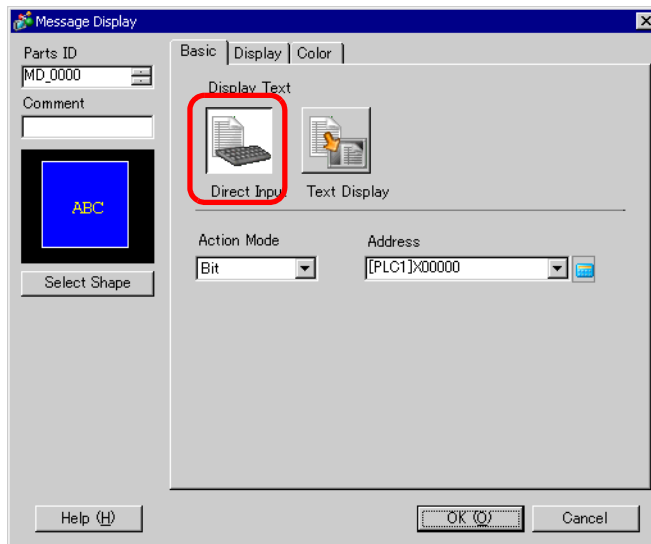 Message Display
Parts ID
MD_0000
Comment
ABC
Select Shape
Basic Display Color
Display Text
Direct Input Text Display
Action Mode Address
Bit [PLC1]X00000
Help (H) OK (O) Cancel